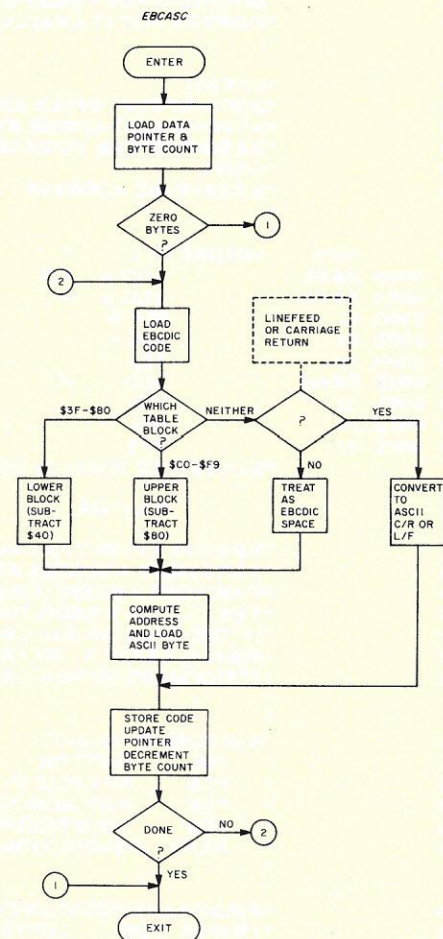 EBCASC
ENTER
LOAD DATA
POINTER &
BYTE COUNT
ZERO
BYTES
?
1
2
LOAD
EBCDIC
CODE
LINEFEED
OR CARRIAGE
RETURN
$3F-$80
WHICH
TABLE
BLOCK
?
NEITHER
?
YES
$C0-$F9
NO
LOWER
BLOCK
(SUB-
TRACT
$40)
UPPER
BLOCK
(SUB-
TRACT
$80)
TREAT
AS
EBCDIC
SPACE
CONVERT
TO
ASCII
C/R OR
L/F
COMPUTE
ADDRESS
AND LOAD
ASCII BYTE
STORE CODE
UPDATE
POINTER
DECREMENT
BYTE COUNT
DONE
?
NO
2
YES
1
EXIT